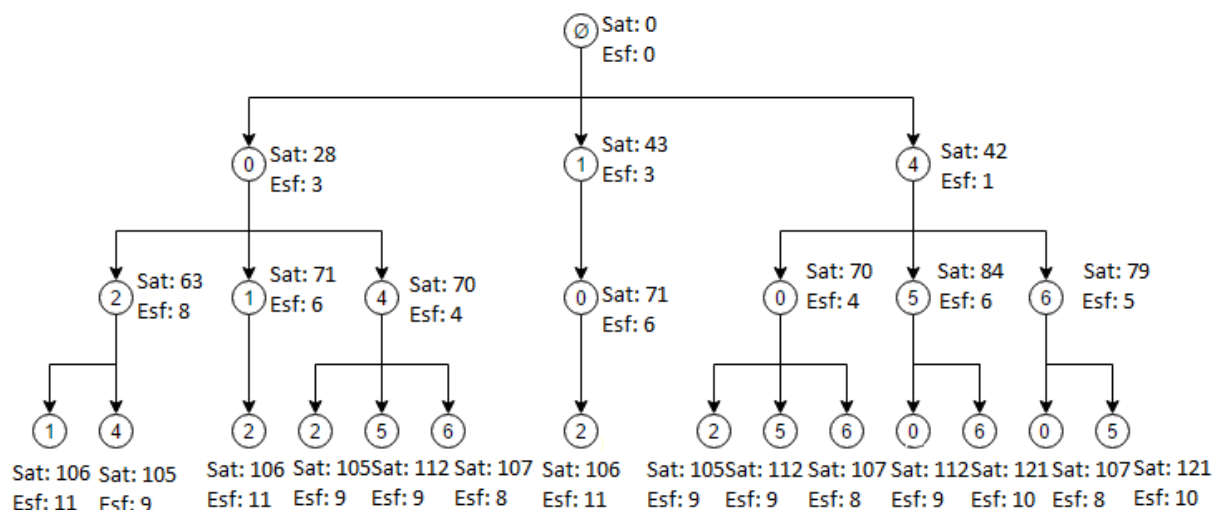 Ø Sat: 0
Esf: 0
0 Sat: 28
Esf: 3
1 Sat: 43
Esf: 3
4 Sat: 42
Esf: 1
2 Sat: 63
Esf: 8
1 Sat: 71
Esf: 6
4 Sat: 70
Esf: 4
0 Sat: 71
Esf: 6
0 Sat: 70
Esf: 4
5 Sat: 84
Esf: 6
6 Sat: 79
Esf: 5
1 4 2 2 5 6 2 2 5 6 0 6 0 5
Sat: 106 Sat: 105 Sat: 106 Sat: 105 Sat: 112 Sat: 107 Sat: 106 Sat: 105 Sat: 112 Sat: 107 Sat: 112 Sat: 121 Sat: 107 Sat: 121
Esf: 11 Esf: 9 Esf: 11 Esf: 9 Esf: 9 Esf: 8 Esf: 11 Esf: 9 Esf: 9 Esf: 8 Esf: 9 Esf: 10 Esf: 8 Esf: 10